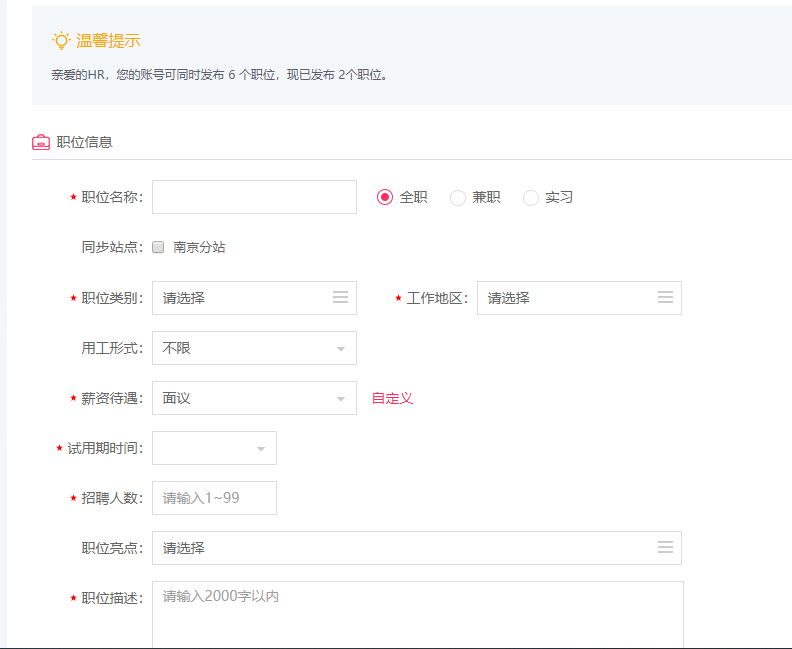 温馨提示
亲爱的HR，您的账号可同时发布 6 个职位，现已发布 2个职位。
职位信息
* 职位名称： 全职 兼职 实习
同步站点： 南京分站
* 职位类别： 请选择 * 工作地区： 请选择
用工形式： 不限
* 薪资待遇： 面议 自定义
* 试用期时间：
* 招聘人数： 请输入1~99
职位亮点： 请选择
* 职位描述： 请输入2000字以内